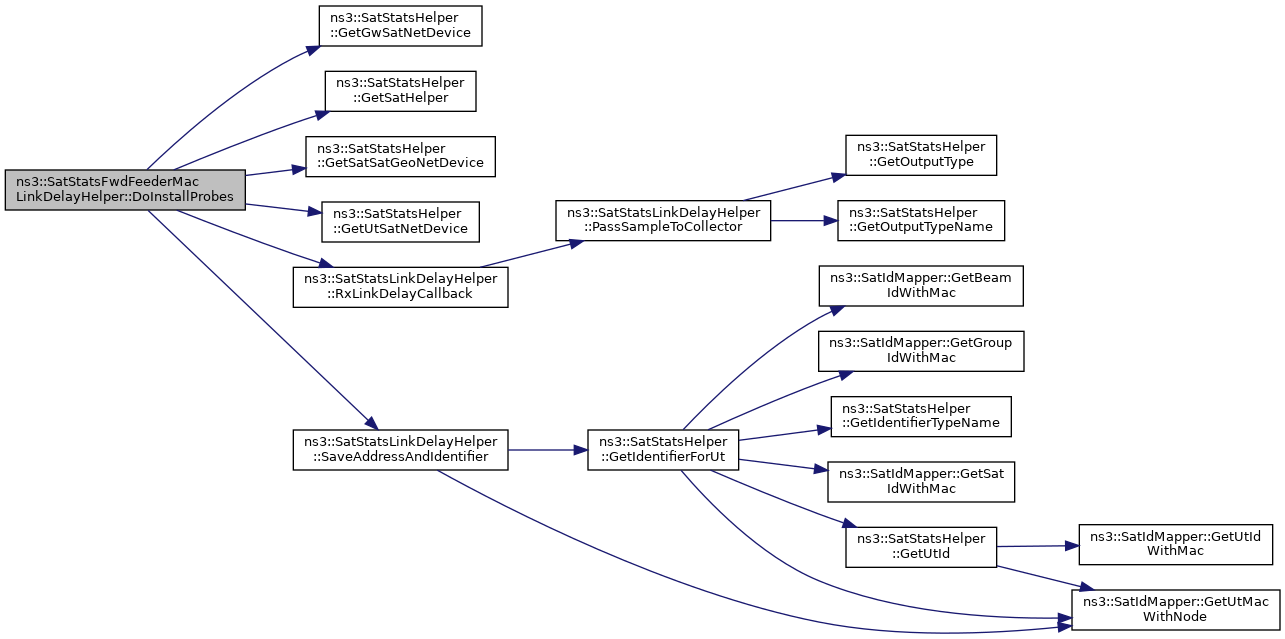 ns3::SatStatsFwdFeederMac
LinkDelayHelper::DoInstallProbes
ns3::SatStatsHelper
::GetGwSatNetDevice
ns3::SatStatsHelper
::GetSatHelper
ns3::SatStatsHelper
::GetSatSatGeoNetDevice
ns3::SatStatsHelper
::GetUtSatNetDevice
ns3::SatStatsLinkDelayHelper
::RxLinkDelayCallback
ns3::SatStatsLinkDelayHelper
::SaveAddressAndIdentifier
ns3::SatStatsLinkDelayHelper
::PassSampleToCollector
ns3::SatStatsHelper
::GetOutputType
ns3::SatStatsHelper
::GetOutputTypeName
ns3::SatStatsHelper
::GetIdentifierForUt
ns3::SatIdMapper::GetBeam
IdWithMac
ns3::SatIdMapper::GetGroup
IdWithMac
ns3::SatStatsHelper
::GetIdentifierTypeName
ns3::SatIdMapper::GetSat
IdWithMac
ns3::SatStatsHelper
::GetUtId
ns3::SatIdMapper::GetUtId
WithMac
ns3::SatIdMapper::GetUtMac
WithNode